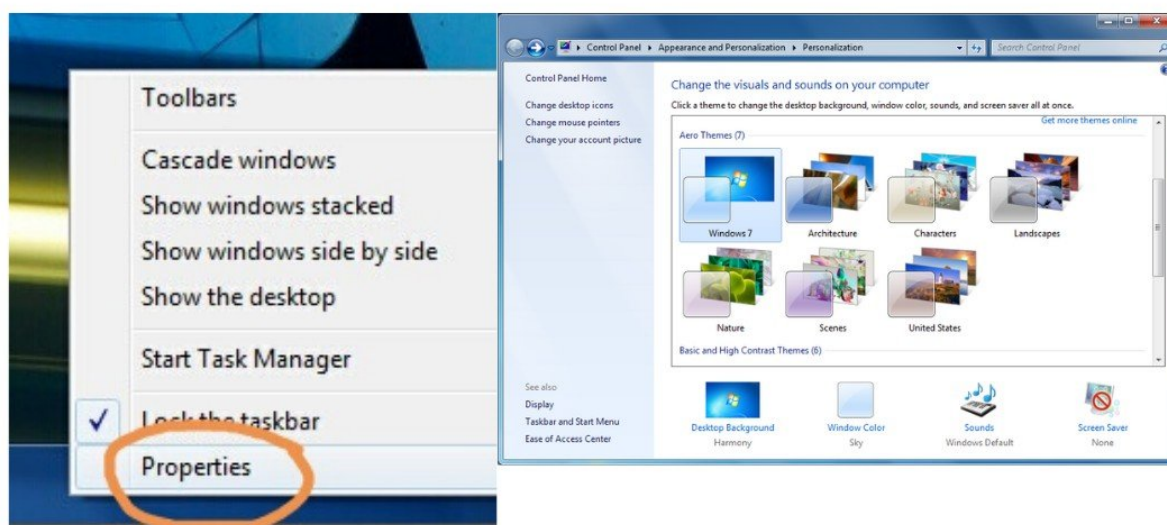 Toolbars
Cascade windows
Show windows stacked
Show windows side by side
Show the desktop
Start Task Manager
Lock the taskbar
Properties
Control Panel Appearance and Personalization Personalization
Search Control Panel
Control Panel Home
Change desktop icons
Change mouse pointers
Change your account picture
See also
Display
Taskbar and Start Menu
Ease of Access Center
Change the visuals and sounds on your computer
Click a theme to change the desktop background, window color, sounds, and screen saver all at once.
Get more themes online
Aero Themes (7)
Windows 7 Architecture Characters Landscapes
Nature Scenes United States
Basic and High Contrast Themes (6)
Desktop Background Window Color Sounds Screen Saver
Harmony Sky Windows Default None